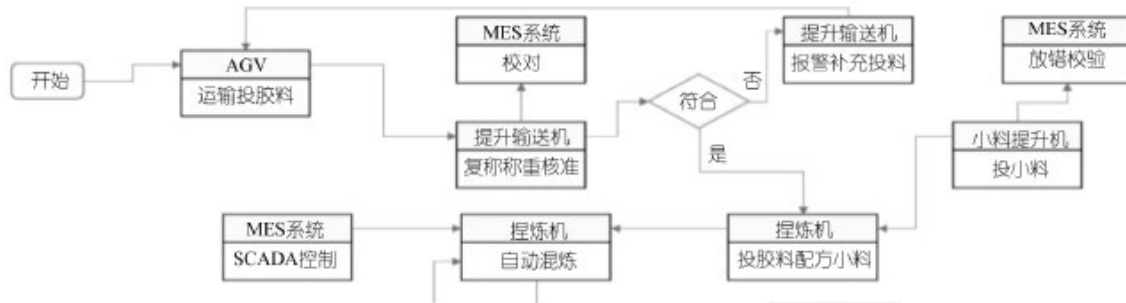 MES系统
校对
提升输送机
报警补充投料
MES系统
放错校验
开始
AGV
运输投胶料
否
符合
提升输送机
复称称重核准
是
小料提升机
投小料
MES系统
SCADA控制
捏炼机
自动混炼
捏炼机
投胶料配方小料